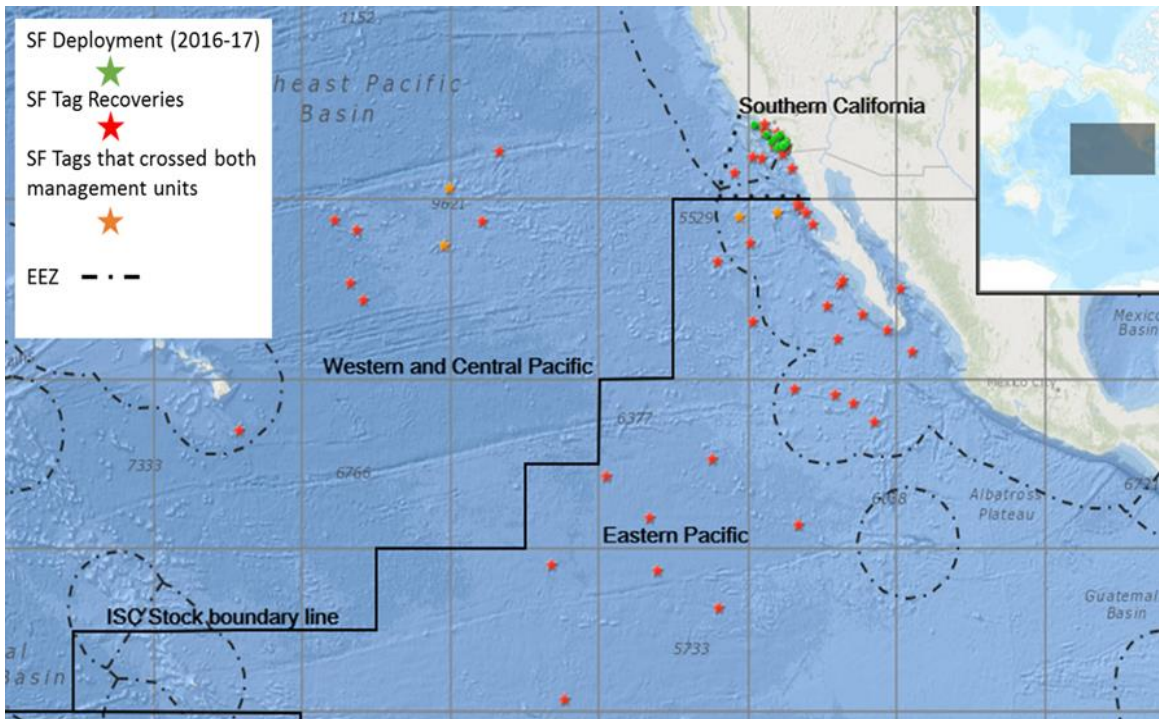 SF Deployment (2016-17)
SF Tag Recoveries
SF Tags that crossed both
management units
EEZ
1152
heast Pacific
Basin
Southern California
9621
5529
Western and Central Pacific
Mexico
Basin
Mexico City
6377
7333
6766
Albatross
Plateau
Eastern Pacific
Guatemala
Basin
ISC Stock boundary line
5733
al
Basin